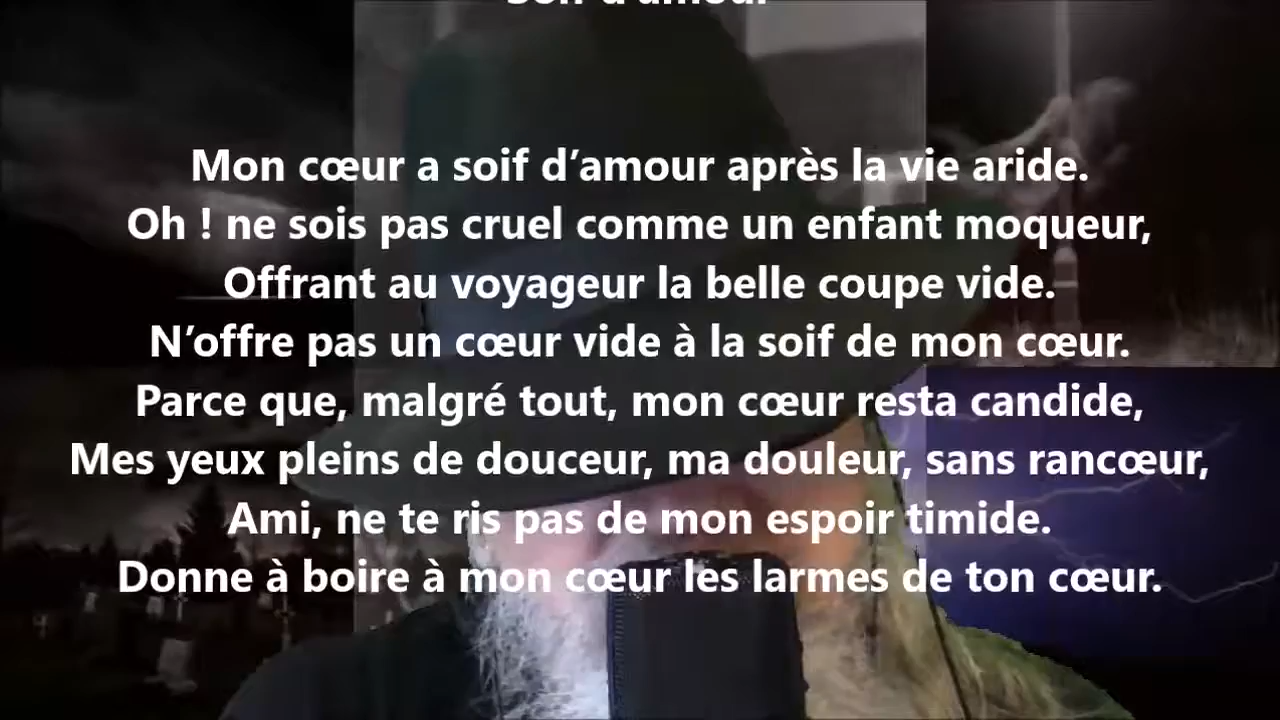 Soif d'amour
Mon cœur a soif d’amour après la vie aride.
Oh ! ne sois pas cruel comme un enfant moqueur,
Offrant au voyageur la belle coupe vide.
N’offre pas un cœur vide à la soif de mon cœur.
Parce que, malgré tout, mon cœur resta candide,
Mes yeux pleins de douceur, ma douleur, sans rancœur,
Ami, ne te ris pas de mon espoir timide.
Donne à boire à mon cœur les larmes de ton cœur.